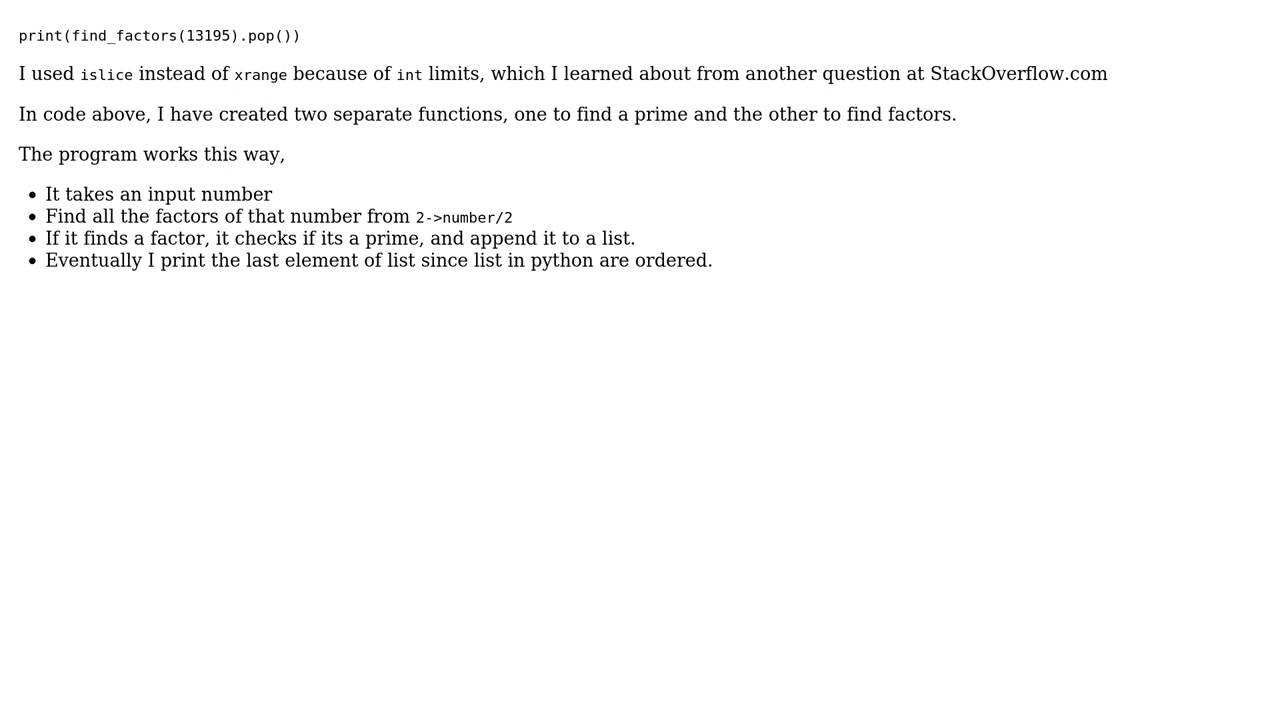 print(find_factors(13195).pop())
I used islice instead of xrange because of int limits, which I learned about from another question at StackOverflow.com
In code above, I have created two separate functions, one to find a prime and the other to find factors.
The program works this way,
• It takes an input number
• Find all the factors of that number from 2->number/2
• If it finds a factor, it checks if its a prime, and append it to a list.
• Eventually I print the last element of list since list in python are ordered.